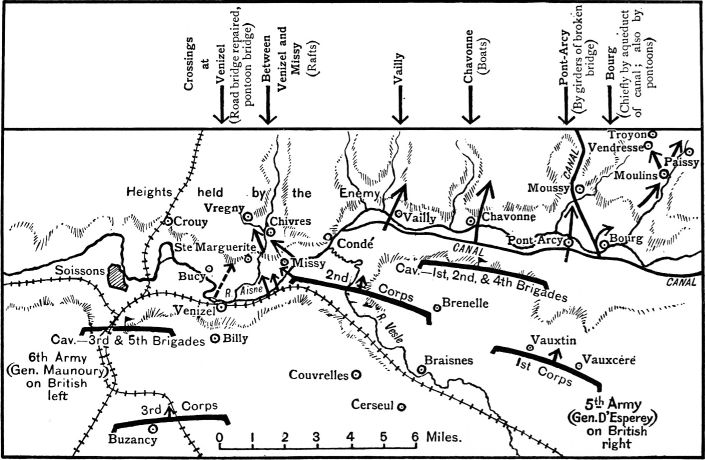 Crossings
at
Venizel
(Road bridge repaired,
pontoon bridge)
Between
Venizel and
Missy
(Rafts)
Vailly
Chavonne
(Boats)
Pont-Arcy
(By girders of broken
bridge)
Bourg
(Chiefly by aqueduct
of canal; also by
pontoons)
Troyon
Vendresse
Paissy
Moulins
CANAL
Moussy
Heights held by the Enemy
Vregny
Crouy
Chivres
Vailly
Chavonne
Condé
Pont-Arcy
Bourg
Ste Marguerite
CANAL
CANAL
Missy
Soissons
Bucy
R Aisne
Cav.—1st, 2nd, & 4th Brigades
2nd Corps
Venizel
Brenelle
Cav.—3rd & 5th Brigades
Billy
Vesle
6th Army
(Gen. Maunoury)
on British
left
Vauxtin
Vauxcéré
1st Corps
Braisnes
Couvrelles
Cerseul
5th Army
(Gen. D'Esperey)
on British
right
3rd Corps
Buzancy
0 1 2 4 6 Miles.